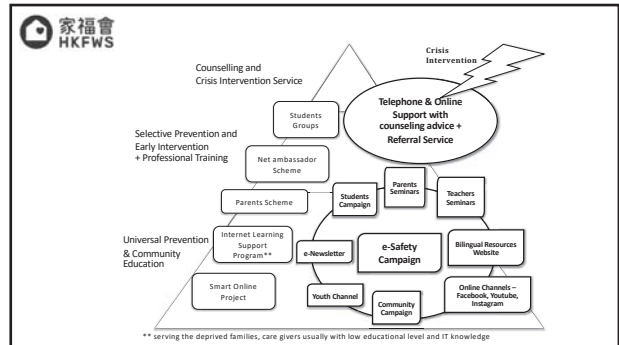 家福會
HKFWS
Crisis
Intervention
Counselling and
Crisis Intervention Service
Telephone & Online
Support with
counseling advice +
Referral Service
Students
Groups
Selective Prevention and
Early Intervention
+ Professional Training
Net ambassador
Scheme
Parents Scheme
Students
Campaign
Parents
Seminars
Teachers
Seminars
Universal Prevention
& Community
Education
Internet Learning
Support
Program**
e-Newsletter
e-Safety
Campaign
Bilingual Resources
Website
Smart Online
Project
Youth Channel
Community
Campaign
Online Channels –
Facebook, Youtube,
Instagram
** serving the deprived families, care givers usually with low educational level and IT knowledge